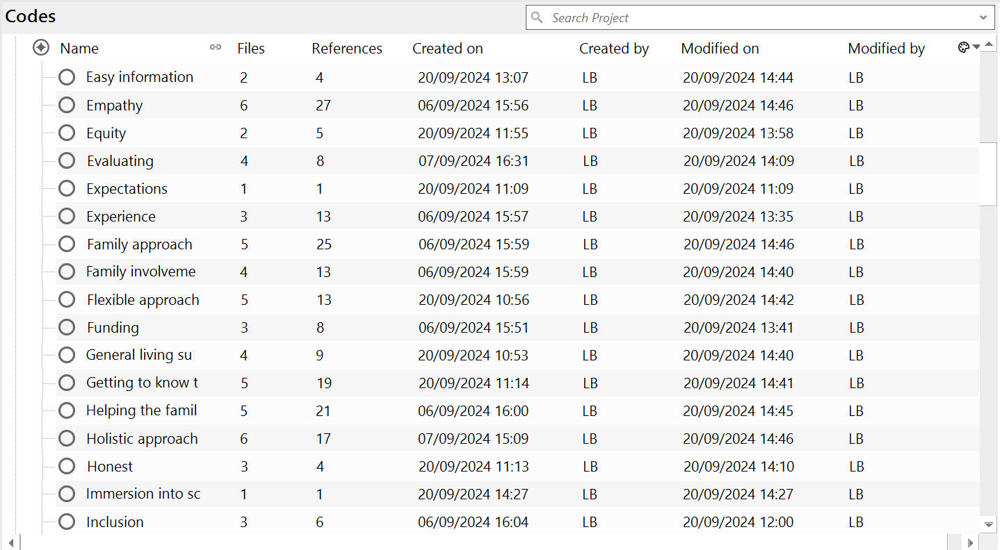 Codes
Search Project
Name Files References Created on Created by Modified on Modified by
Easy information 2 4 20/09/2024 13:07 LB 20/09/2024 14:44 LB
Empathy 6 27 06/09/2024 15:56 LB 20/09/2024 14:46 LB
Equity 2 5 20/09/2024 11:55 LB 20/09/2024 13:58 LB
Evaluating 4 8 07/09/2024 16:31 LB 20/09/2024 14:09 LB
Expectations 1 1 20/09/2024 11:09 LB 20/09/2024 11:09 LB
Experience 3 13 06/09/2024 15:57 LB 20/09/2024 13:35 LB
Family approach 5 25 06/09/2024 15:59 LB 20/09/2024 14:46 LB
Family involveme 4 13 06/09/2024 15:59 LB 20/09/2024 14:40 LB
Flexible approach 5 13 20/09/2024 10:56 LB 20/09/2024 14:42 LB
Funding 3 8 06/09/2024 15:51 LB 20/09/2024 13:41 LB
General living su 4 9 20/09/2024 10:53 LB 20/09/2024 14:40 LB
Getting to know t 5 19 20/09/2024 11:14 LB 20/09/2024 14:41 LB
Helping the famil 5 21 06/09/2024 16:00 LB 20/09/2024 14:45 LB
Holistic approach 6 17 07/09/2024 15:09 LB 20/09/2024 14:46 LB
Honest 3 4 20/09/2024 11:13 LB 20/09/2024 14:10 LB
Immersion into sc 1 1 20/09/2024 14:27 LB 20/09/2024 14:27 LB
Inclusion 3 6 06/09/2024 16:04 LB 20/09/2024 12:00 LB